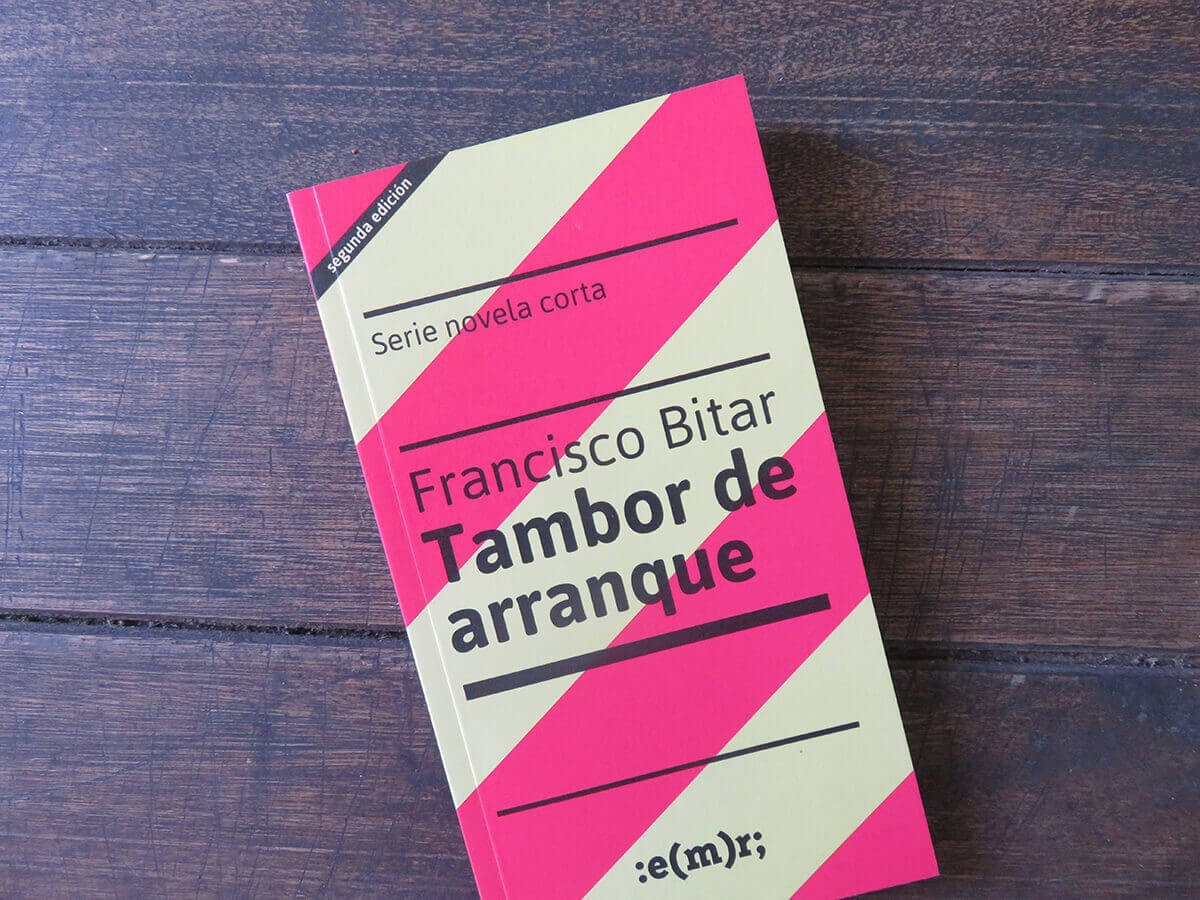 segunda edición
Serie novela corta
Francisco Bitar
Tambor de
arranque
:e(m)r;